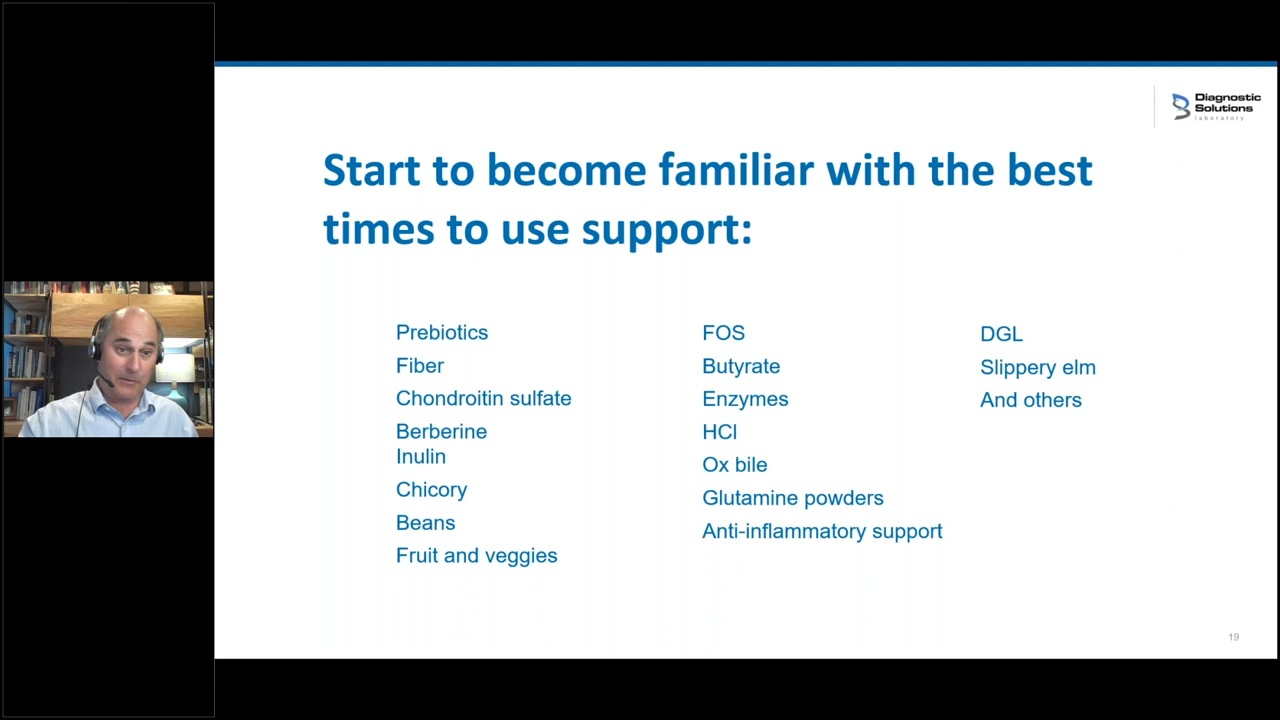 Diagnostic
Solutions
laboratory
Start to become familiar with the best
times to use support:
Prebiotics
Fiber
Chondroitin sulfate
Berberine
Inulin
Chicory
Beans
Fruit and veggies
FOS
Butyrate
Enzymes
HCl
Ox bile
Glutamine powders
Anti-inflammatory support
DGL
Slippery elm
And others
19